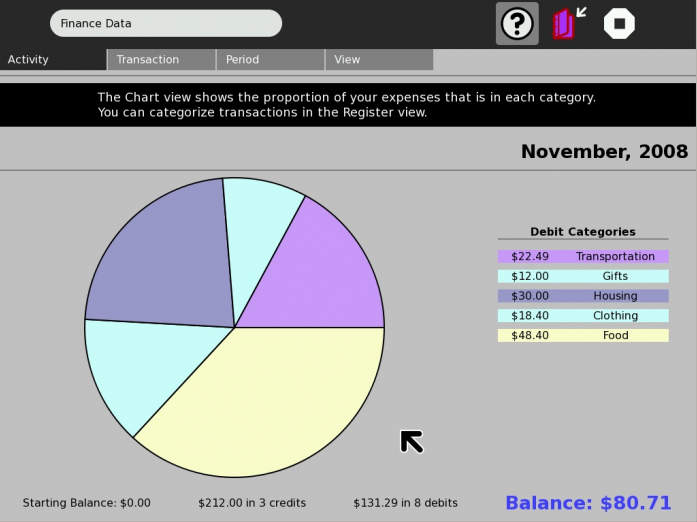 Finance Data
?
Activity Transaction Period View
The Chart view shows the proportion of your expenses that is in each category.
You can categorize transactions in the Register view.
November, 2008
Debit Categories
$22.49 Transportation
$12.00 Gifts
$30.00 Housing
$18.40 Clothing
$48.40 Food
Starting Balance: $0.00 $212.00 in 3 credits $131.29 in 8 debits Balance: $80.71